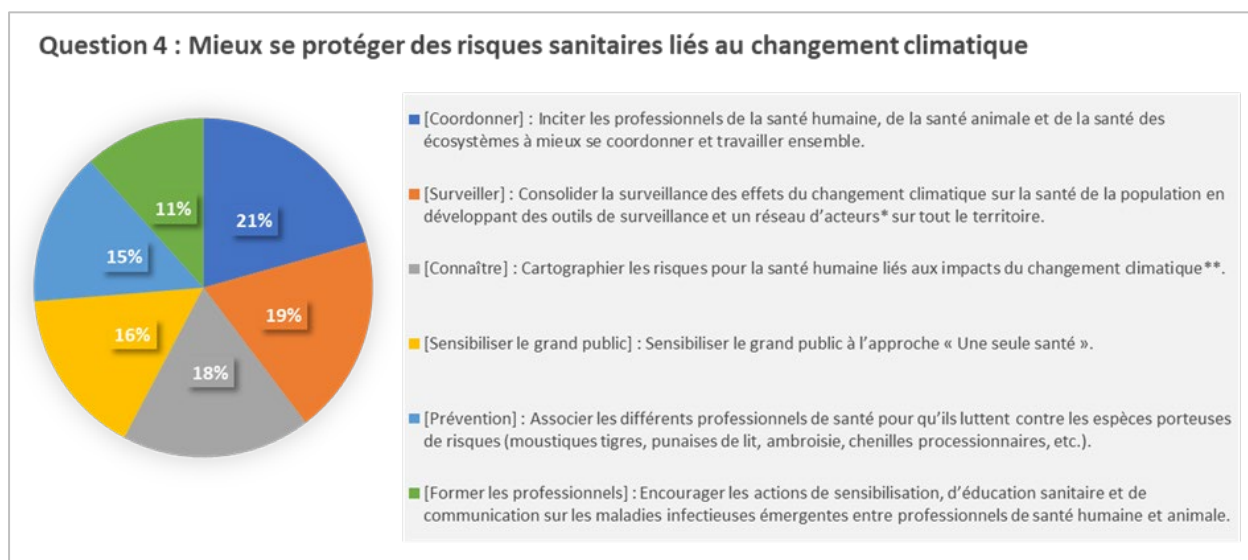 Question 4 : Mieux se protéger des risques sanitaires liés au changement climatique
11%
21%
15%
19%
16%
18%
[Coordonner] : Inciter les professionnels de la santé humaine, de la santé animale et de la santé des
écosystèmes à mieux se coordonner et travailler ensemble.
[Surveiller] : Consolider la surveillance des effets du changement climatique sur la santé de la population en
développant des outils de surveillance et un réseau d'acteurs* sur tout le territoire.
[Connaître] : Cartographier les risques pour la santé humaine liés aux impacts du changement climatique**.
[Sensibiliser le grand public] : Sensibiliser le grand public à l'approche « Une seule santé ».
[Prévention] : Associer les différents professionnels de santé pour qu'ils luttent contre les espèces porteuses
de risques (moustiques tigres, punaises de lit, ambroisie, chenilles processionnaires, etc.).
[Former les professionnels] : Encourager les actions de sensibilisation, d'éducation sanitaire et de
communication sur les maladies infectieuses émergentes entre professionnels de santé humaine et animale.